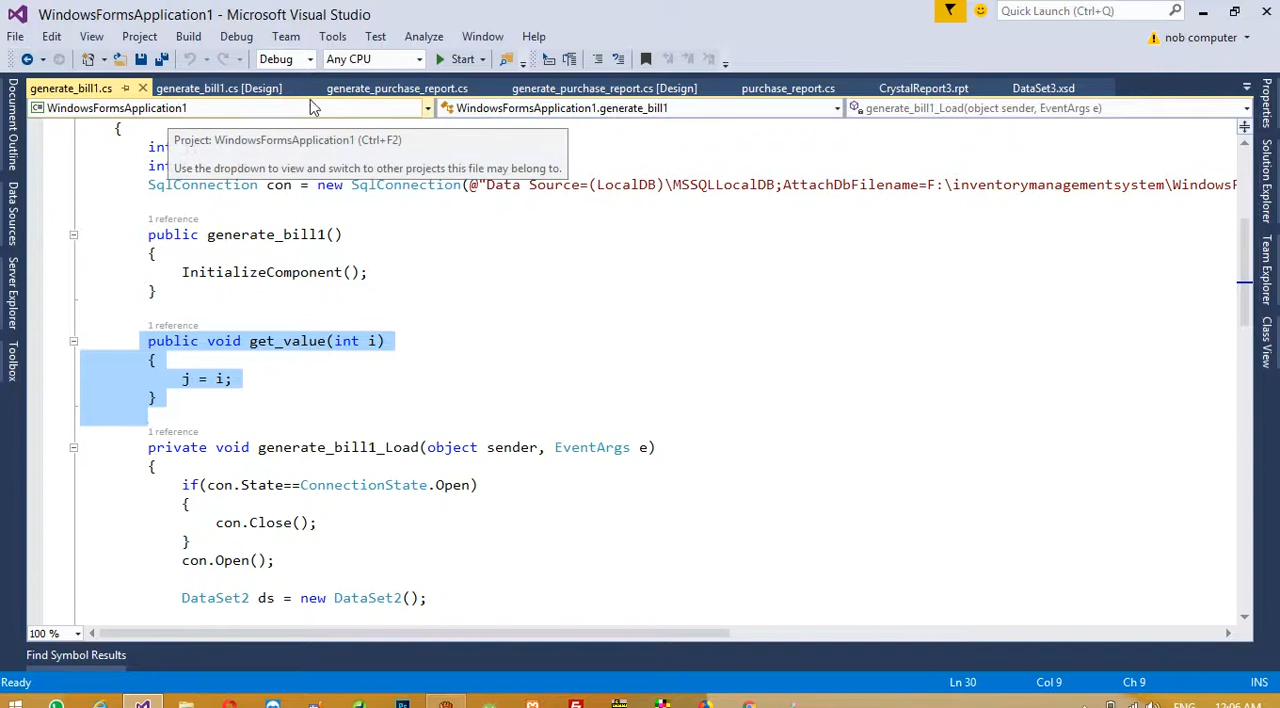 WindowsFormsApplication1 - Microsoft Visual Studio
Quick Launch (Ctrl+Q)
File Edit View Project Build Debug Team Tools Test Analyze Window Help
nob computer
Debug Any CPU Start
generate_bill1.cs generate_bill1.cs [Design] generate_purchase_report.cs generate_purchase_report.cs [Design] purchase_report.cs CrystalReport3.rpt DataSet3.xsd
WindowsFormsApplication1 WindowsFormsApplication1.generate_bill1 generate_bill1_Load(object sender, EventArgs e)
Document Outline
Data Sources
Server Explorer
Toolbox
Properties
Solution Explorer
Team Explorer
Class View
{
Project: WindowsFormsApplication1 (Ctrl+F2)
Use the dropdown to view and switch to other projects this file may belong to.
SqlConnection con = new SqlConnection(@"Data Source=(LocalDB)\MSSQLLocalDB;AttachDbFilename=F:\inventorymanagementsystem\WindowsF
1 reference
public generate_bill1()
{
InitializeComponent();
}
1 reference
public void get_value(int i)
{
j = i;
}
1 reference
private void generate_bill1_Load(object sender, EventArgs e)
{
if(con.State==ConnectionState.Open)
{
con.Close();
}
con.Open();
DataSet2 ds = new DataSet2();
100 %
Find Symbol Results
Ready Ln 30 Col 9 Ch 9 INS
ENG 12:06 AM